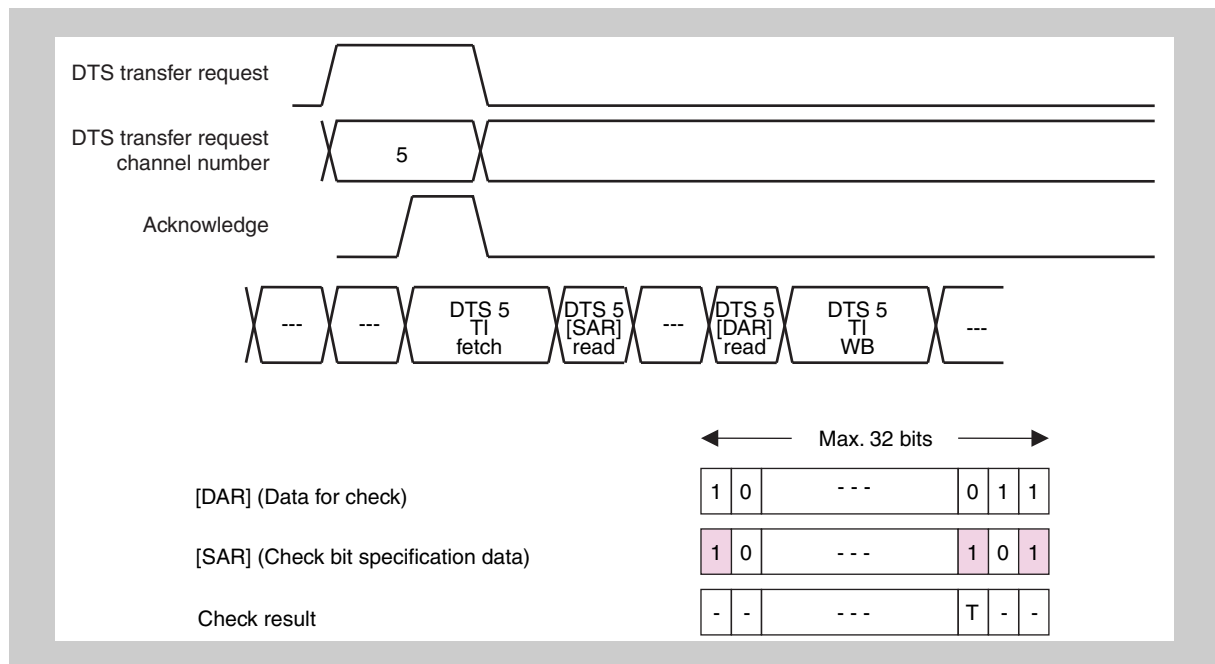 DTS transfer request
DTS transfer request
channel number
5
Acknowledge
--- --- DTS 5 TI fetch DTS 5 [SAR] read --- DTS 5 [DAR] read DTS 5 TI WB ---
Max. 32 bits
[DAR] (Data for check) 1 0 - - - 0 1 1
[SAR] (Check bit specification data) 1 0 - - - 1 0 1
Check result - - - - - T - -